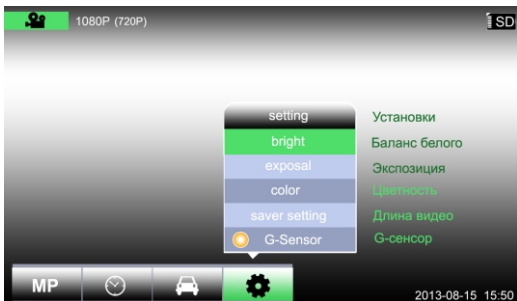 1080P (720P)
SD
setting Установки
bright Баланс белого
exposal Экспозиция
color Цветность
saver setting Длина видео
G-Sensor G-сенсор
MP
2013-08-15 15:50